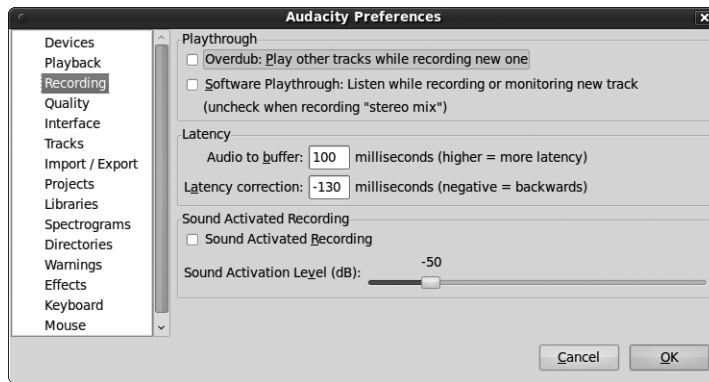 Audacity Preferences
Devices
Playback
Recording
Quality
Interface
Tracks
Import / Export
Projects
Libraries
Spectrograms
Directories
Warnings
Effects
Keyboard
Mouse
Playthrough
Overdub: Play other tracks while recording new one
Software Playthrough: Listen while recording or monitoring new track
(uncheck when recording "stereo mix")
Latency
Audio to buffer: 100 milliseconds (higher = more latency)
Latency correction: -130 milliseconds (negative = backwards)
Sound Activated Recording
Sound Activated Recording
-50
Sound Activation Level (dB):
Cancel OK